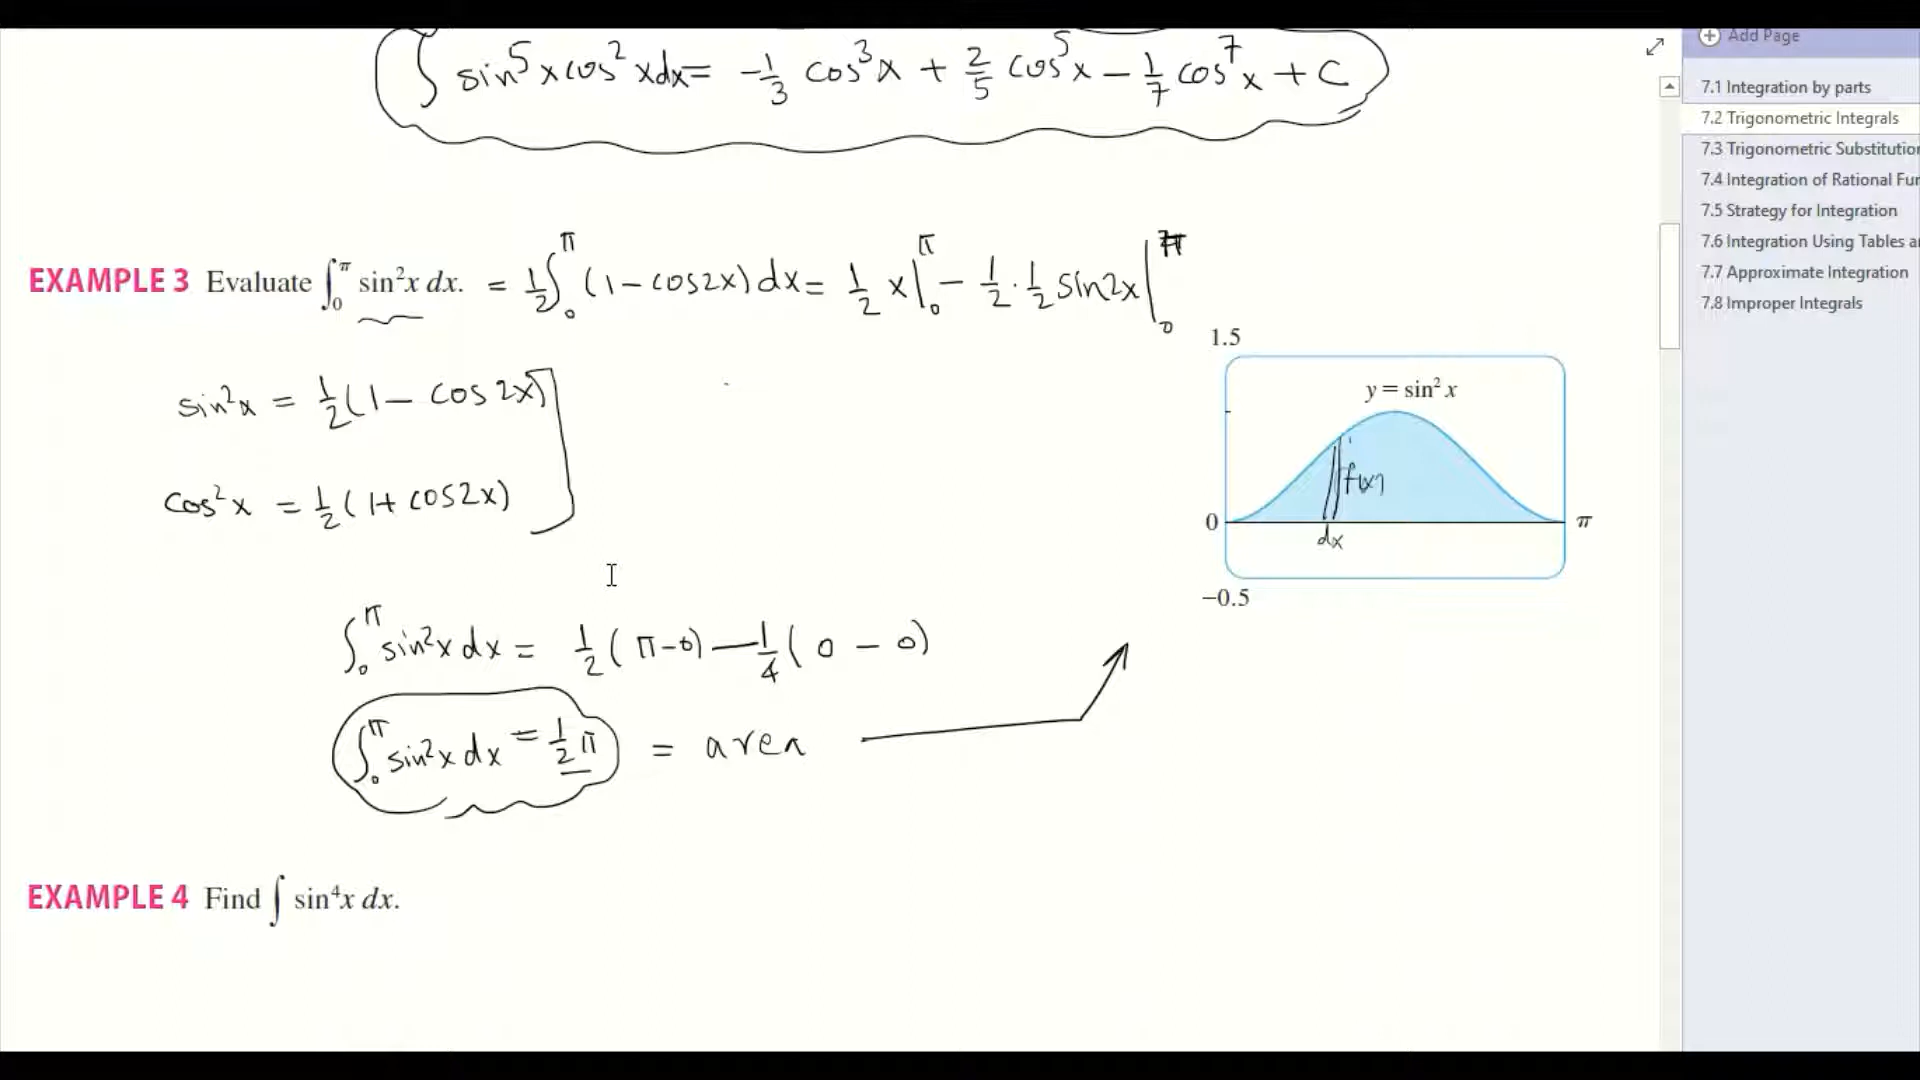 ∫ sin⁵x cos²x dx = -1/3 cos³x + 2/5 cos⁵x - 1/7 cos⁷x + C
EXAMPLE 3 Evaluate ∫₀^π sin²x dx. = 1/2 ∫₀^π (1 - cos2x) dx = 1/2 x |₀^π - 1/2 · 1/2 sin2x |₀^π
sin²x = 1/2 (1 - cos 2x)
cos²x = 1/2 (1 + cos2x)
1.5
y = sin² x
f(x)
0
π
dx
−0.5
∫₀^π sin²x dx = 1/2 (π - 0) - 1/4 (0 - 0)
∫₀^π sin²x dx = 1/2 π = area
EXAMPLE 4 Find ∫ sin⁴x dx.
Add Page
7.1 Integration by parts
7.2 Trigonometric Integrals
7.3 Trigonometric Substitution
7.4 Integration of Rational Fun
7.5 Strategy for Integration
7.6 Integration Using Tables a
7.7 Approximate Integration
7.8 Improper Integrals